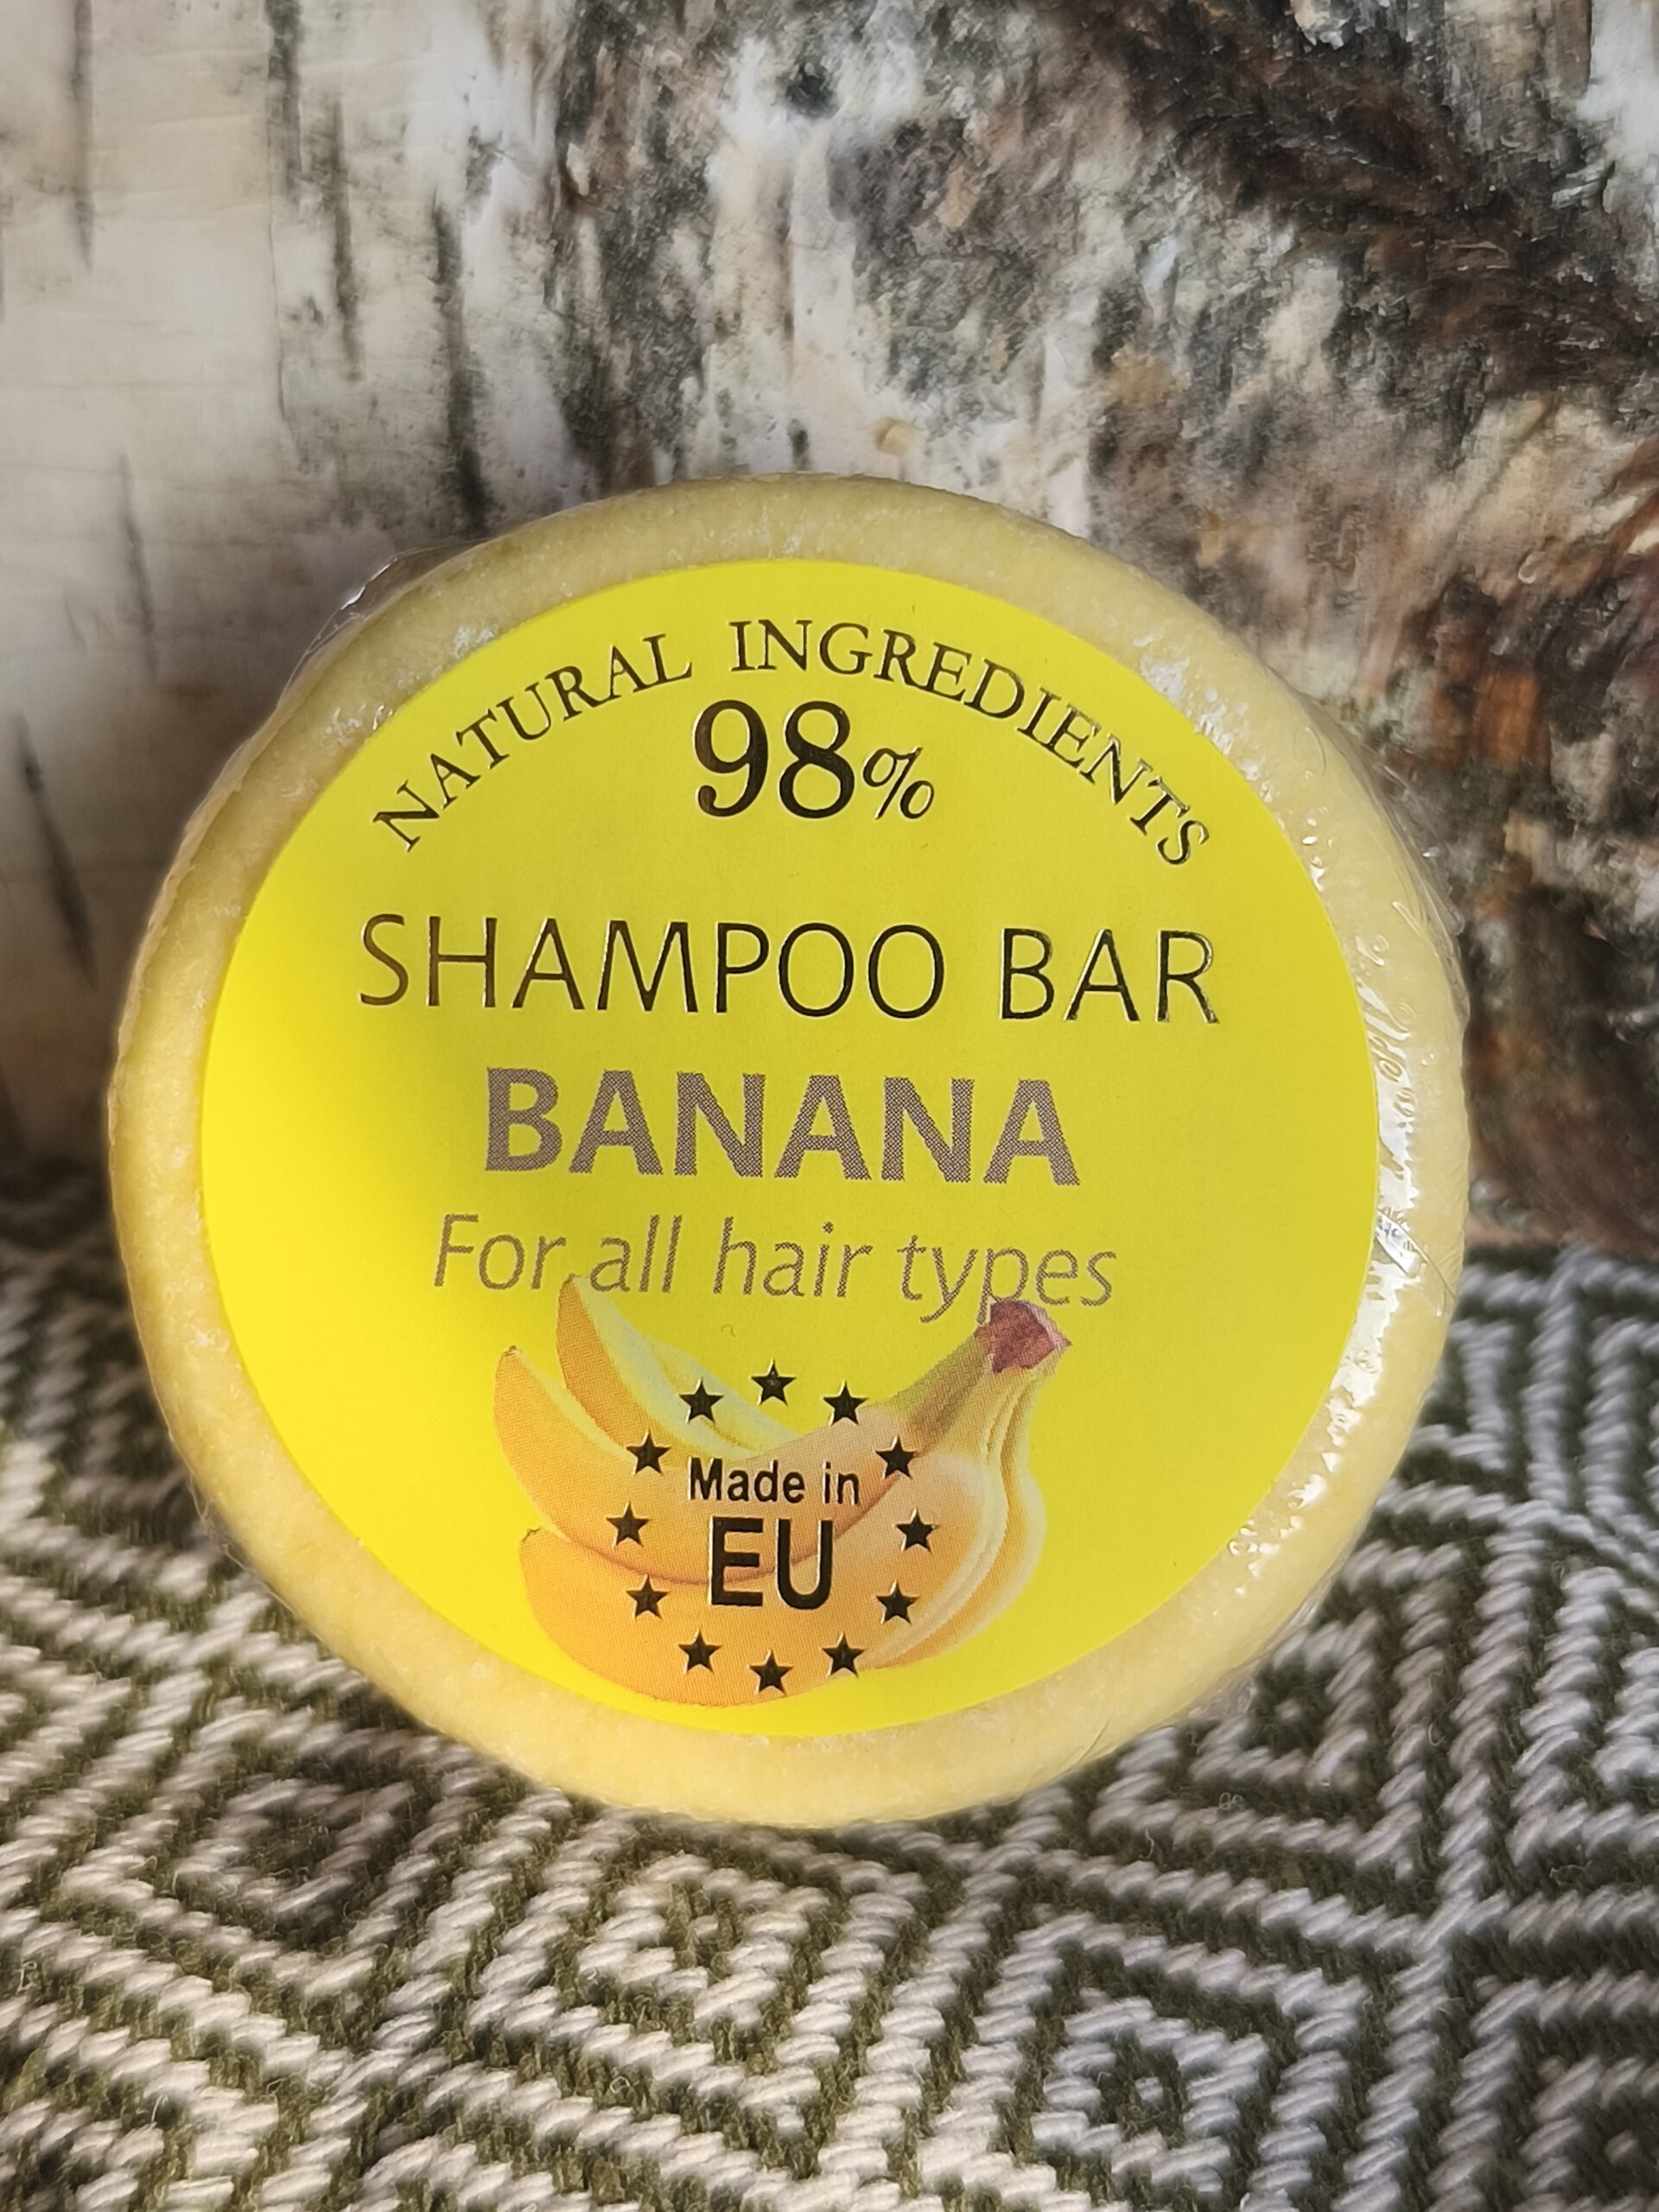 NATURAL INGREDIENTS
98%
SHAMPOO BAR
BANANA
For all hair types
Made in
EU